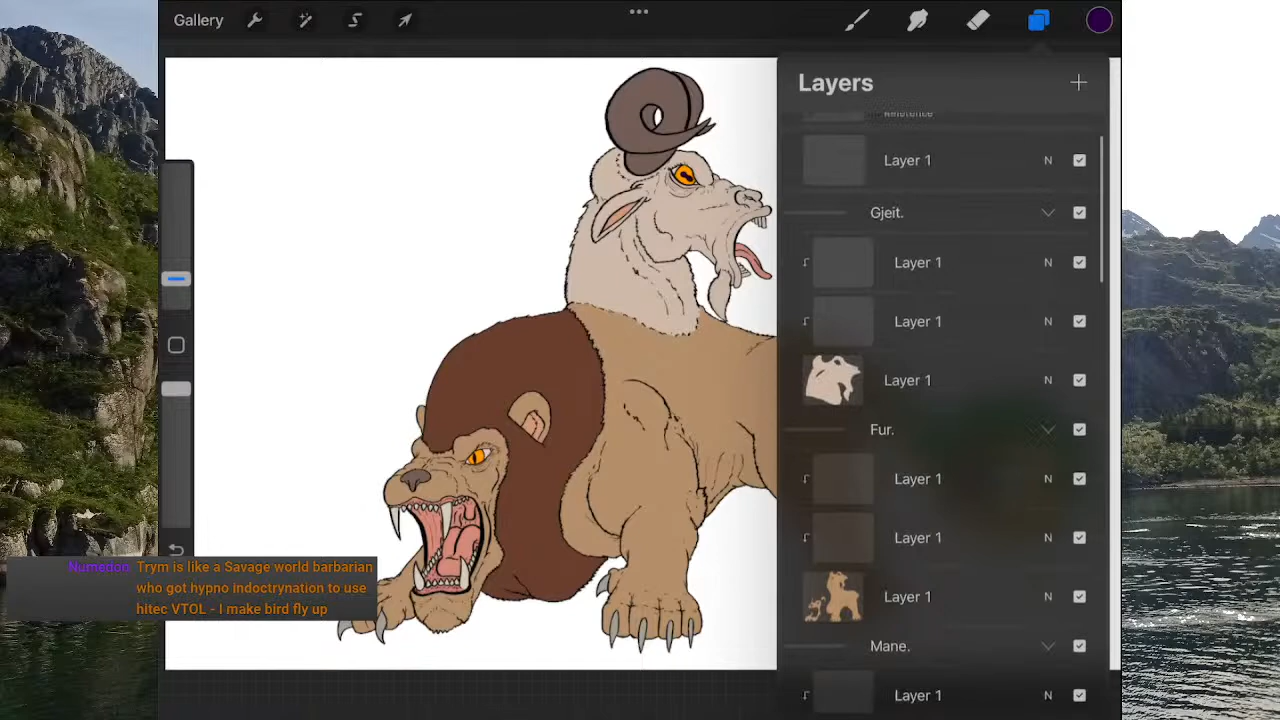 Gallery
Layers
Reference
Layer 1 N
Gjeit.
Layer 1 N
Layer 1 N
Layer 1 N
Fur.
Layer 1 N
Layer 1 N
Layer 1 N
Mane.
Layer 1 N
Numedon Trym is like a Savage world barbarian
who got hypno indoctrynation to use
hitec VTOL - I make bird fly up